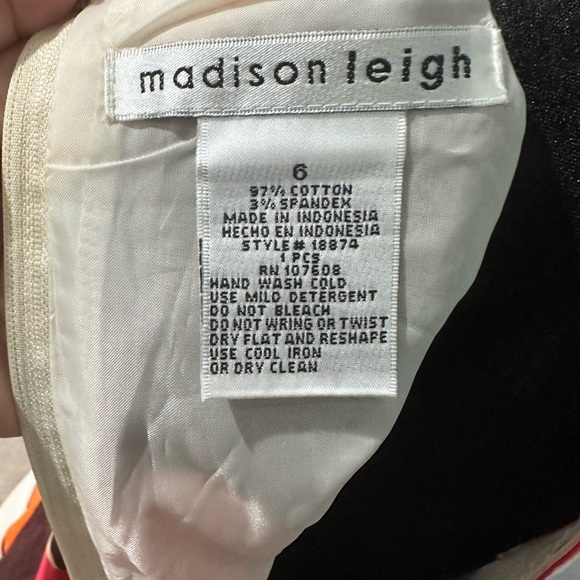 madison leigh
6
97% COTTON
3% SPANDEX
MADE IN INDONESIA
HECHO EN INDONESIA
STYLE# 18874
1 PCS
RN 107608
HAND WASH COLD
USE MILD DETERGENT
DO NOT BLEACH
DO NOT WRING OR TWIST
DRY FLAT AND RESHAPE
USE COOL IRON
OR DRY CLEAN